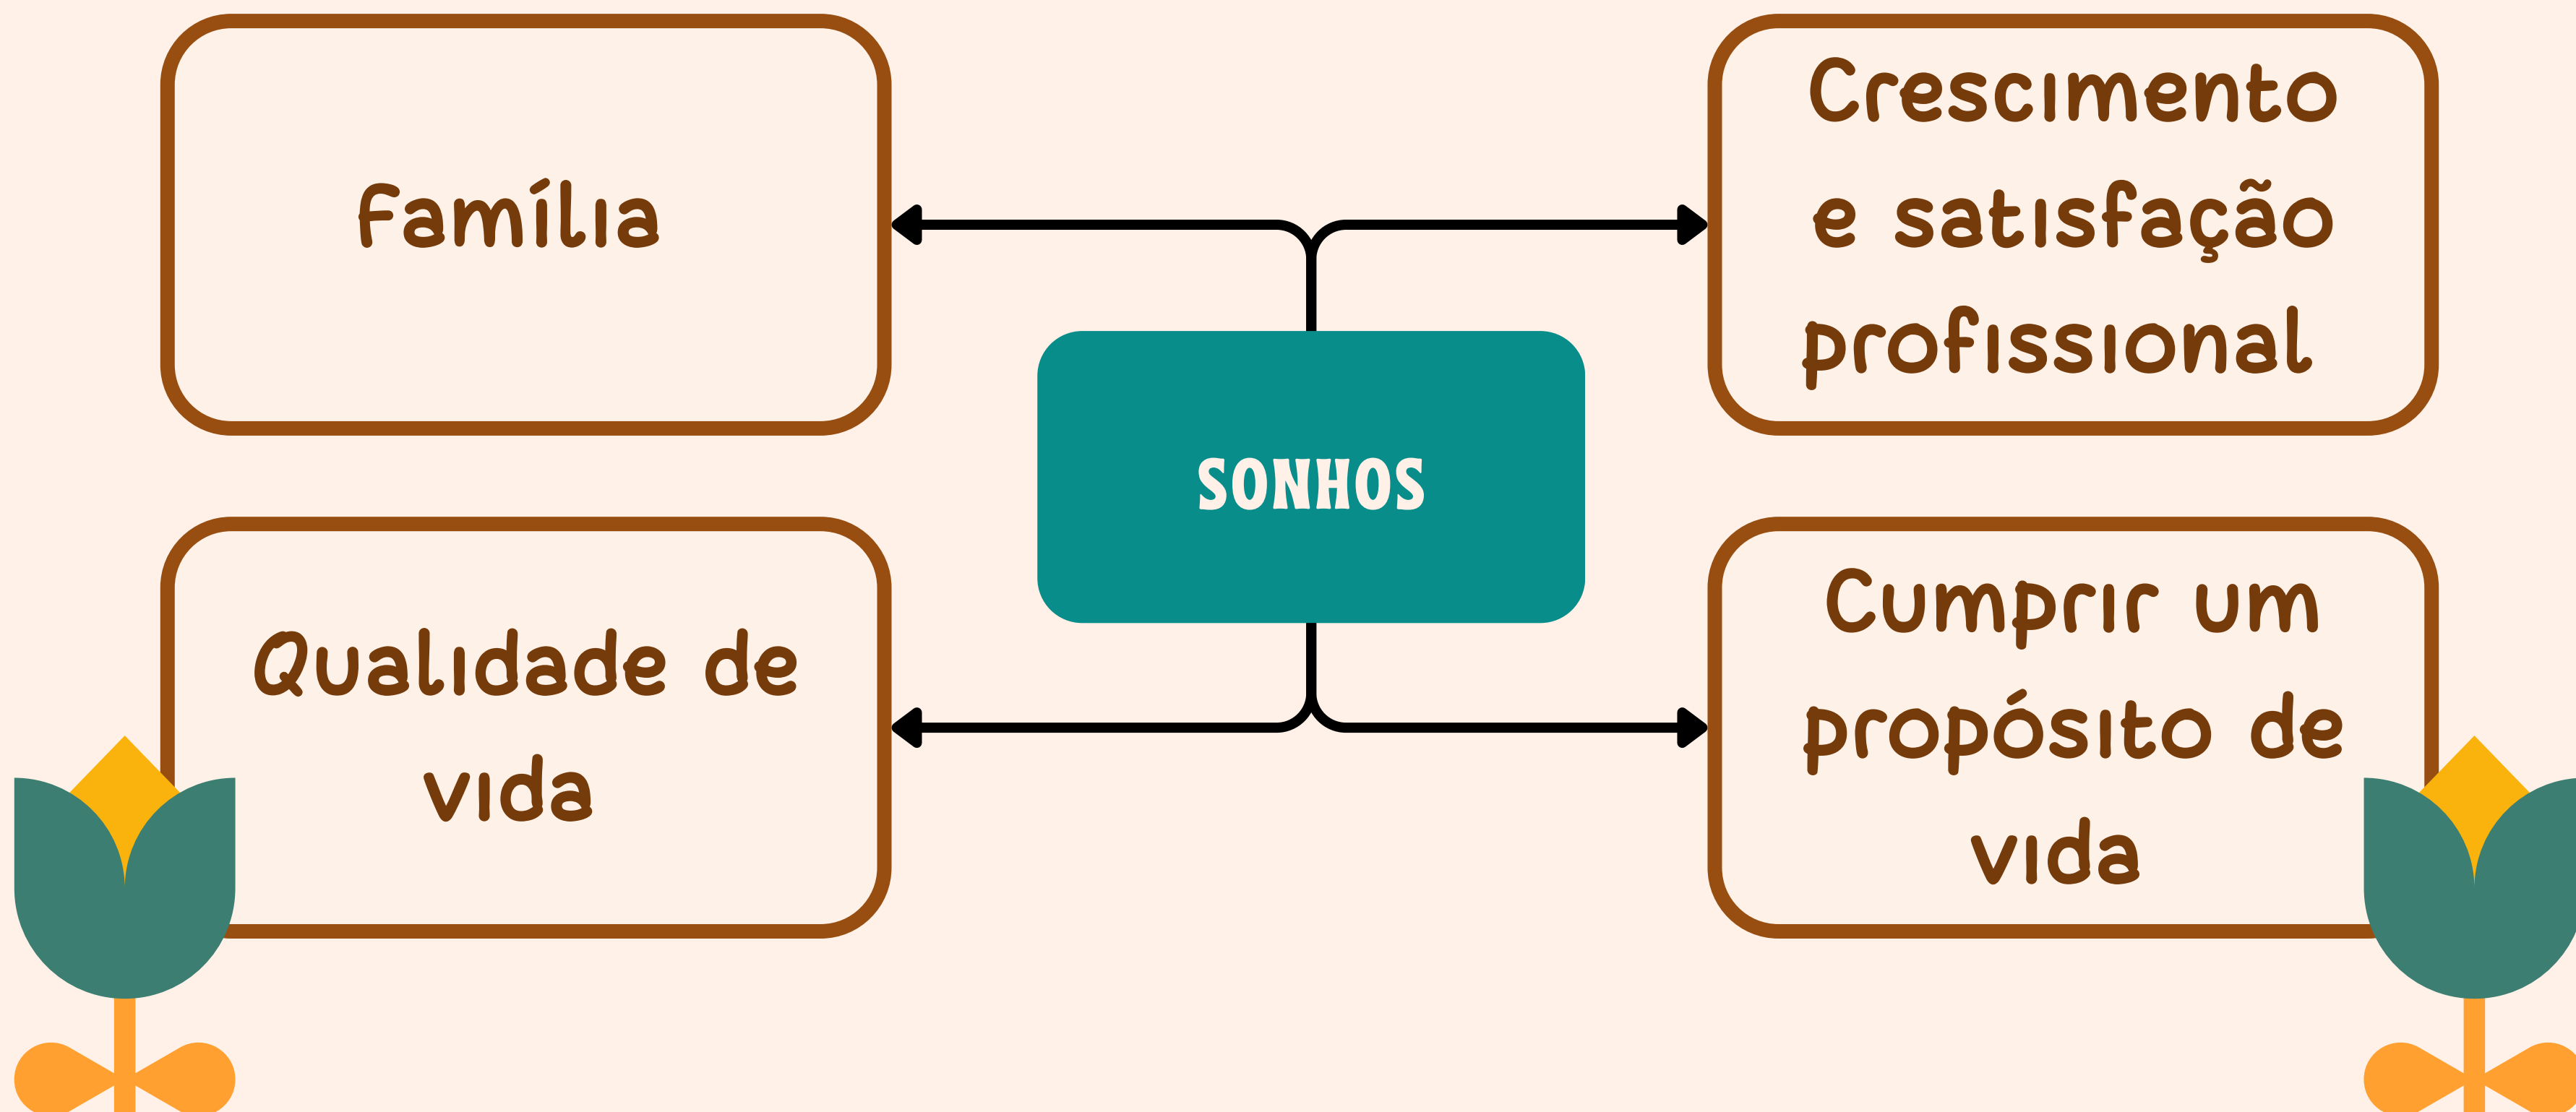 Família
Crescimento
e satisfação
profissional
SONHOS
Qualidade de
vida
Cumprir um
propósito de
vida